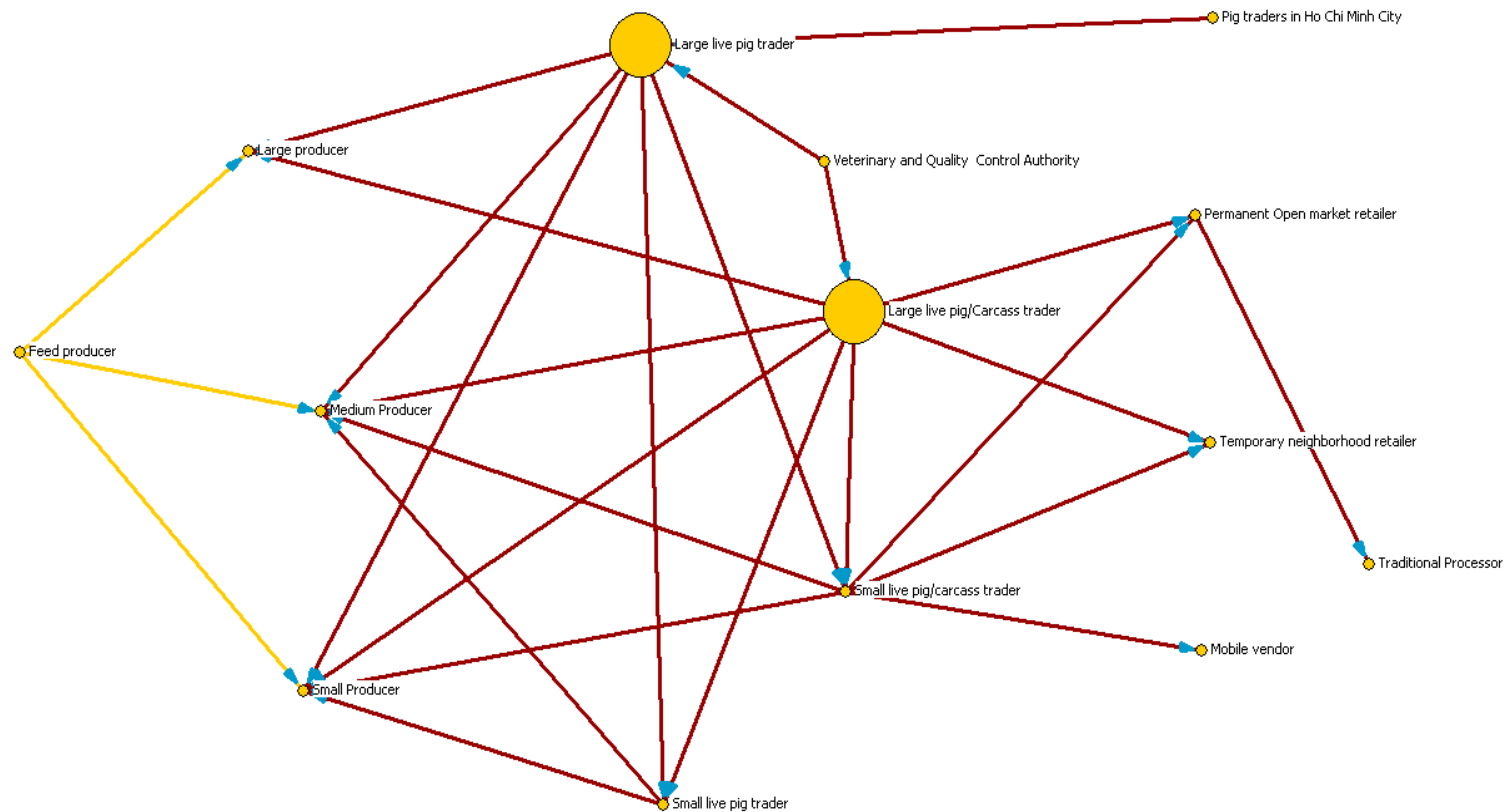 Pig traders in Ho Chi Minh City
Large live pig trader
Large producer
Veterinary and Quality  Control Authority
Permanent Open market retailer
Large live pig/Carcass trader
Feed producer
Medium Producer
Temporary neighborhood retailer
Traditional Processor
Small live pig/carcass trader
Mobile vendor
Small Producer
Small live pig trader